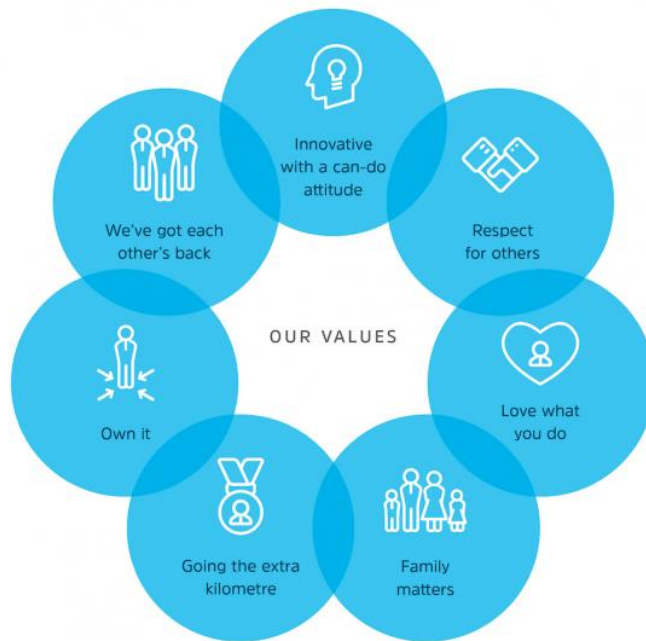 Innovative
with a can-do
attitude
Respect
for others
Love what
you do
Family
matters
Going the extra
kilometre
Own it
We've got each
other's back
OUR VALUES